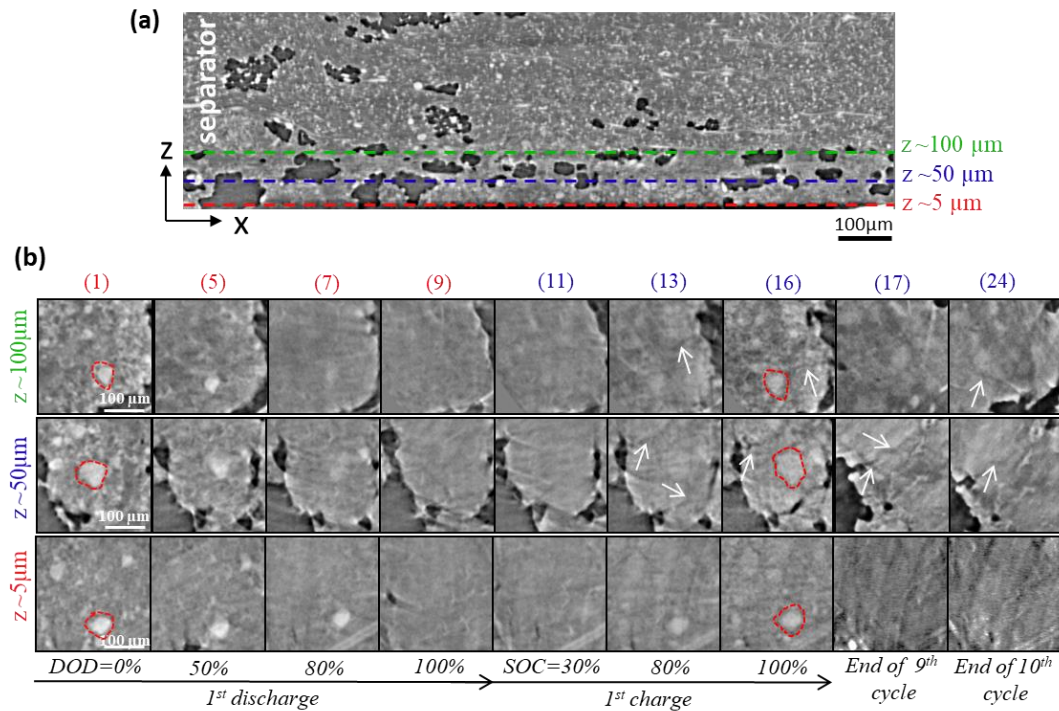 (a)
separator
z
x
z ~100 µm
z ~ 50 µm
z ~5 µm
100µm
(b)
(1) (5) (7) (9) (11) (13) (16) (17) (24)
z~100µm
100 µm
z~50µm
100 µm
z~5µm
100 µm
DOD=0% 50% 80% 100% SOC=30% 80% 100% End of 9th End of 10th
cycle cycle
1st discharge 1st charge